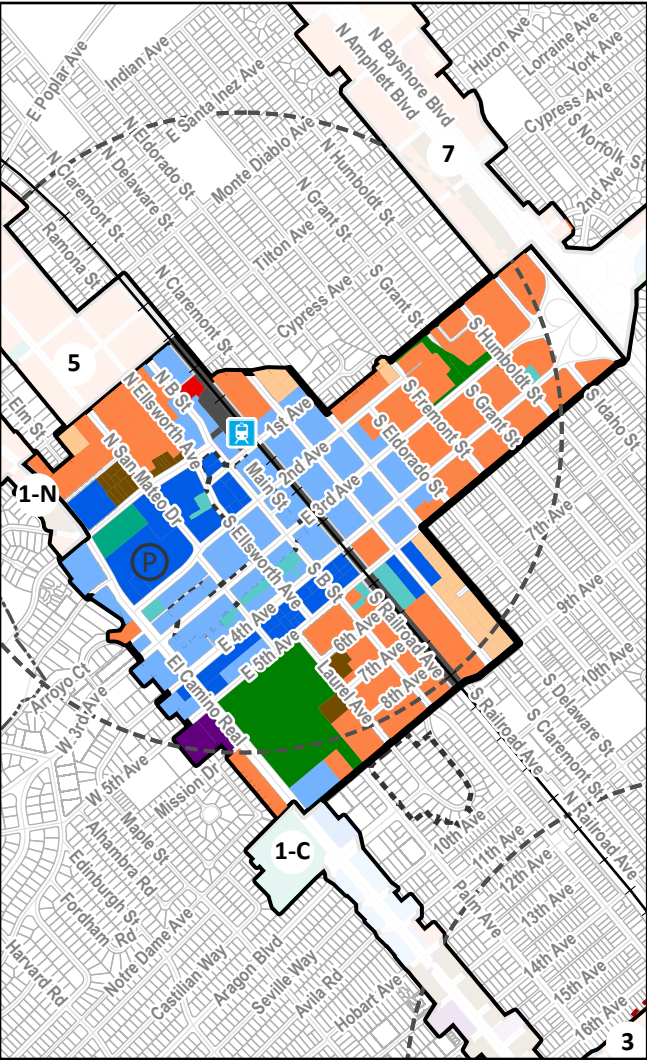 E Poplar Ave
Indian Ave
E Santa Inez Ave
N Eldorado St
N Delaware St
N Claremont St
Ramona St
Monte Diablo Ave
N Humboldt St
N Grant St
Tilton Ave
Cypress Ave
N Claremont St
S Grant St
N Bayshore Blvd
N Amphlett Blvd
Huron Ave
Lorraine Ave
York Ave
Cypress Ave
S Norfolk St
2nd Ave
7
5
Elm St
N B St
N Ellsworth Ave
N San Mateo Dr
1-N
1st Ave
2nd Ave
E 3rd Ave
Main St
S Humboldt St
S Grant St
S Fremont St
S Eldorado St
S Idaho St
7th Ave
9th Ave
10th Ave
P
S Ellsworth Ave
S B St
E 4th Ave
E 5th Ave
El Camino Real
S Railroad Ave
6th Ave
7th Ave
8th Ave
Laurel Ave
S Delaware St
S Claremont St
S Railroad Ave
N Railroad Ave
Arroyo Ct
W 3rd Ave
W 5th Ave
Mission Dr
Maple St
Alhambra Rd
Edinburgh St
Fordham Rd
Harvard Rd
Notre Dame Ave
Castilian Way
Aragon Blvd
Seville Way
Avila Rd
Hobart Ave
1-C
10th Ave
11th Ave
12th Ave
13th Ave
14th Ave
15th Ave
16th Ave
Palm Ave
3